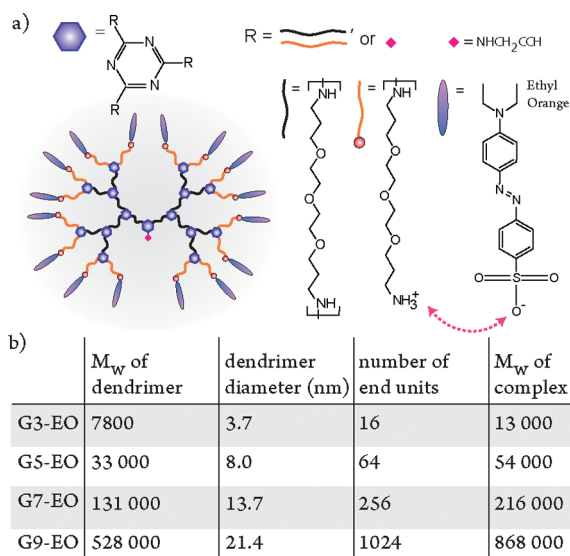 a)
R
N
N
R
N
R
=
R = ′ or
= NHCH₂CCH
=
NH
O
O
O
NH
=
NH
O
O
O
NH₃⁺
=
Ethyl
Orange
N
N
N
O S O
O⁻
b)
M_W of dendrimer | dendrimer diameter (nm) | number of end units | M_W of complex
G3-EO 7800 3.7 16 13 000
G5-EO 33 000 8.0 64 54 000
G7-EO 131 000 13.7 256 216 000
G9-EO 528 000 21.4 1024 868 000